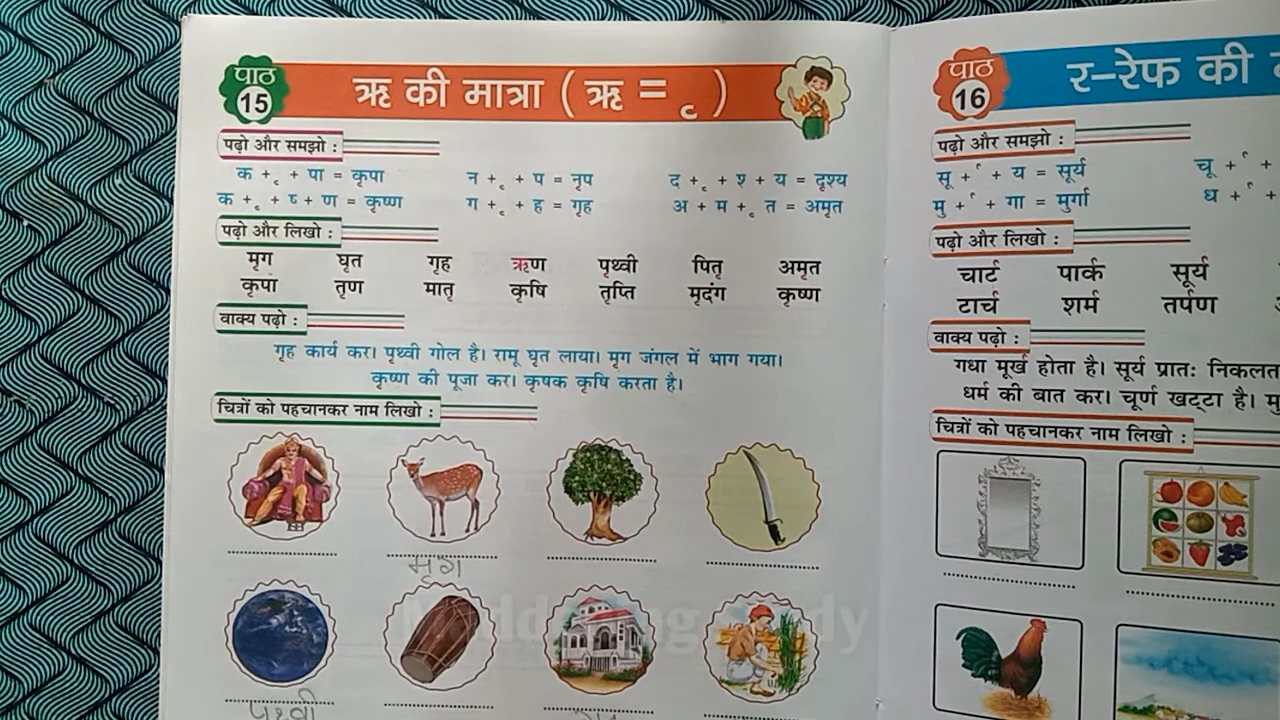 पाठ 15
ऋ की मात्रा ( ऋ = ृ )
पढ़ो और समझो :
क + ृ + पा = कृपा न + ृ + प = नृप द + ृ + श् + य = दृश्य
क + ृ + ष् + ण = कृष्ण ग + ृ + ह = गृह अ + म + ृ त = अमृत
पढ़ो और लिखो :
मृग घृत गृह ऋण पृथ्वी पितृ अमृत
कृपा तृण मातृ कृषि तृप्ति मृदंग कृष्ण
वाक्य पढ़ो :
गृह कार्य कर। पृथ्वी गोल है। रामू घृत लाया। मृग जंगल में भाग गया।
कृष्ण की पूजा कर। कृषक कृषि करता है।
चित्रों को पहचानकर नाम लिखो :
मृग
पृथ्वी
पाठ 16
र–रेफ की
पढ़ो और समझो :
सू + र्‍ + य = सूर्य चू + र्‍ +
मु + र्‍ + गा = मुर्गा ध + र्‍ +
पढ़ो और लिखो :
चार्ट पार्क सूर्य
टार्च शर्म तर्पण
वाक्य पढ़ो :
गधा मूर्ख होता है। सूर्य प्रातः निकलत
धर्म की बात कर। चूर्ण खट्टा है। मु
चित्रों को पहचानकर नाम लिखो :